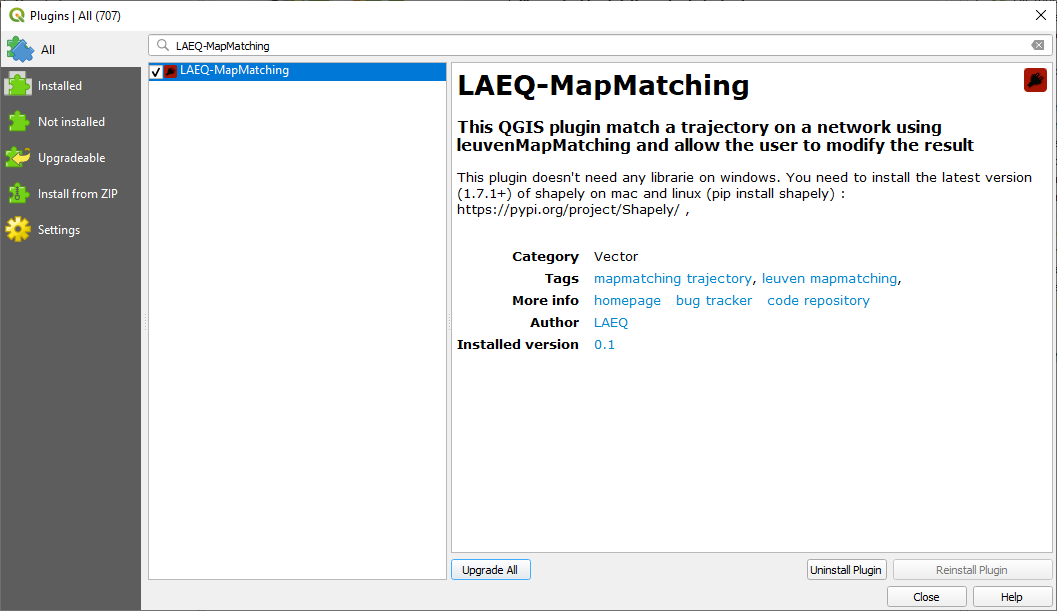 Plugins | All (707)
All
Installed
Not installed
Upgradeable
Install from ZIP
Settings
LAEQ-MapMatching
LAEQ-MapMatching
LAEQ-MapMatching
This QGIS plugin match a trajectory on a network using
leuvenMapMatching and allow the user to modify the result
This plugin doesn't need any librarie on windows. You need to install the latest version
(1.7.1+) of shapely on mac and linux (pip install shapely) :
https://pypi.org/project/Shapely/ ,
Category Vector
Tags mapmatching trajectory, leuven mapmatching,
More info homepage bug tracker code repository
Author LAEQ
Installed version 0.1
Upgrade All Uninstall Plugin Reinstall Plugin
Close Help